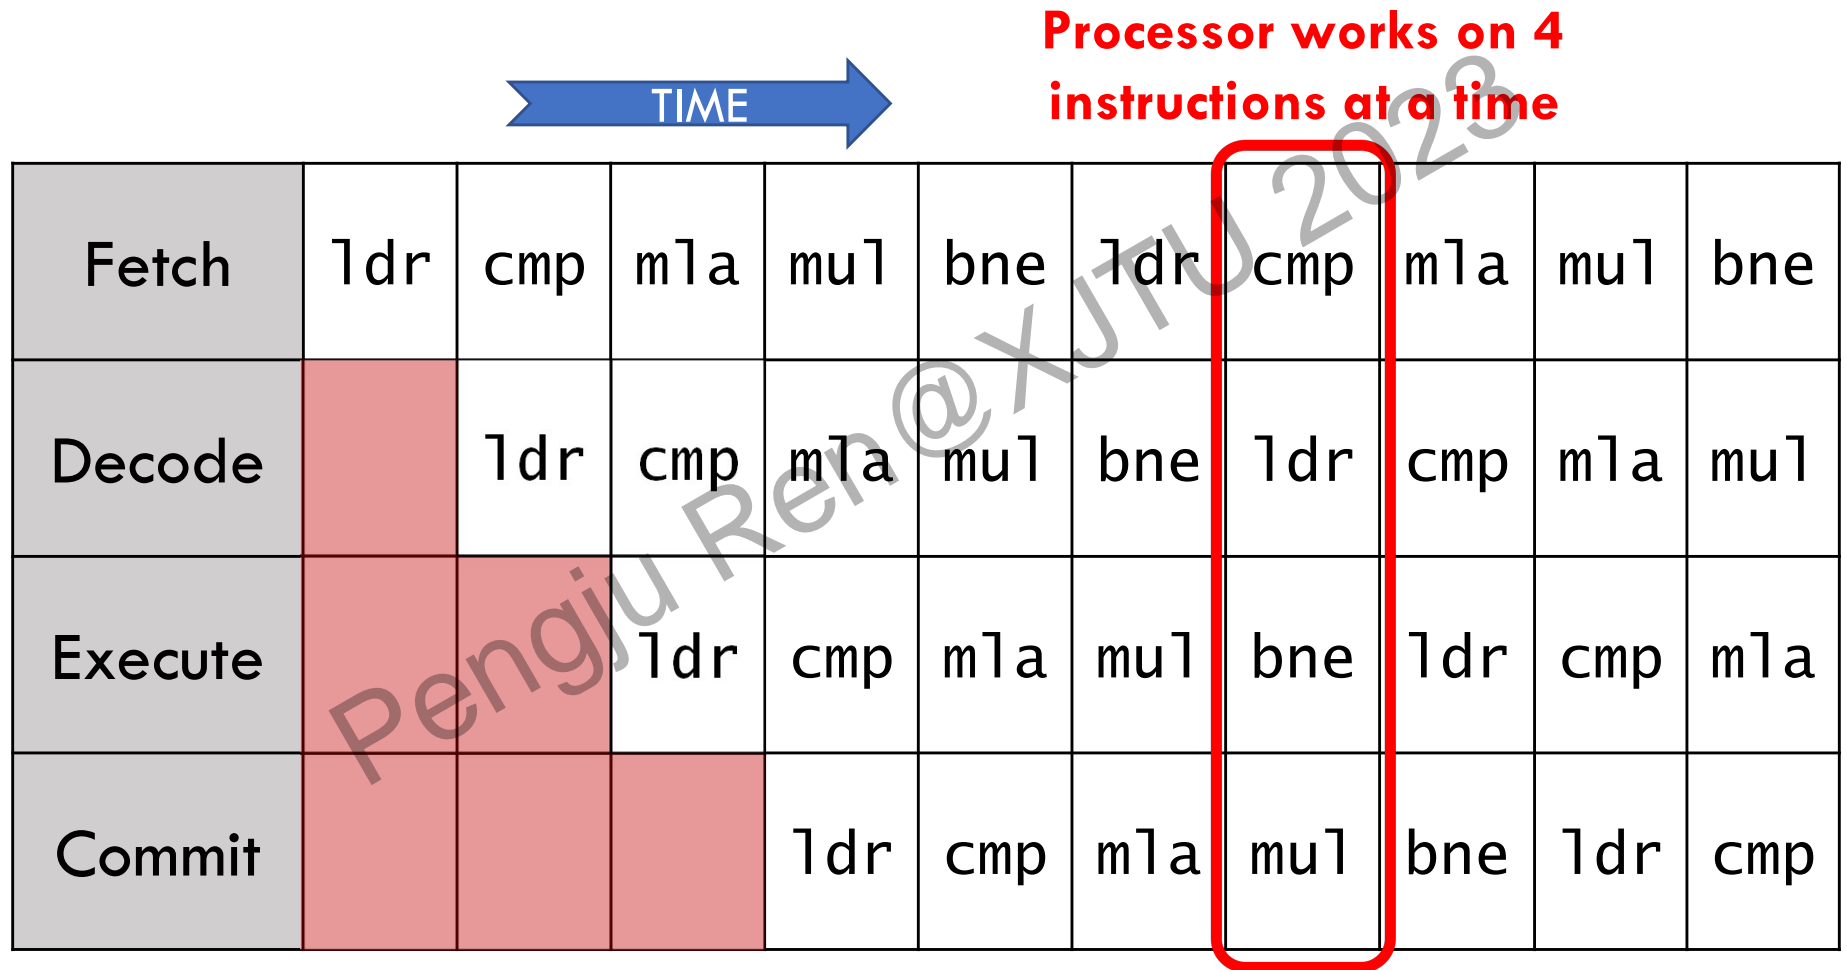 Processor works on 4
instructions at a time
TIME
Fetch ldr cmp mla mul bne ldr cmp mla mul bne
Decode ldr cmp mla mul bne ldr cmp mla mul
Execute ldr cmp mla mul bne ldr cmp mla
Commit ldr cmp mla mul bne ldr cmp
Pengju Ren@XJTU 2023